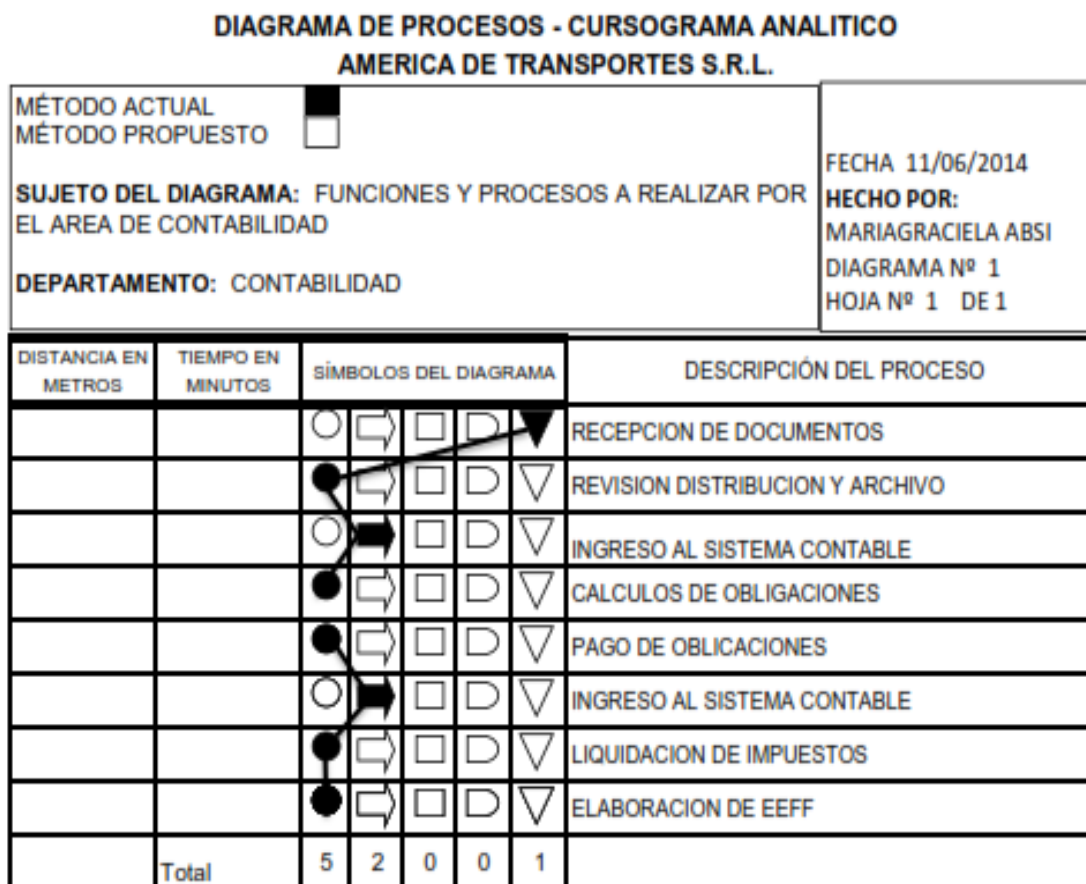 DIAGRAMA DE PROCESOS - CURSOGRAMA ANALITICO
AMERICA DE TRANSPORTES S.R.L.
MÉTODO ACTUAL
MÉTODO PROPUESTO
SUJETO DEL DIAGRAMA: FUNCIONES Y PROCESOS A REALIZAR POR
EL AREA DE CONTABILIDAD
DEPARTAMENTO: CONTABILIDAD
FECHA 11/06/2014
HECHO POR:
MARIAGRACIELA ABSI
DIAGRAMA Nº 1
HOJA Nº 1 DE 1
DISTANCIA EN
METROS
TIEMPO EN
MINUTOS
SÍMBOLOS DEL DIAGRAMA
DESCRIPCIÓN DEL PROCESO
RECEPCION DE DOCUMENTOS
REVISION DISTRIBUCION Y ARCHIVO
INGRESO AL SISTEMA CONTABLE
CALCULOS DE OBLIGACIONES
PAGO DE OBLICACIONES
INGRESO AL SISTEMA CONTABLE
LIQUIDACION DE IMPUESTOS
ELABORACION DE EEFF
Total 5 2 0 0 1